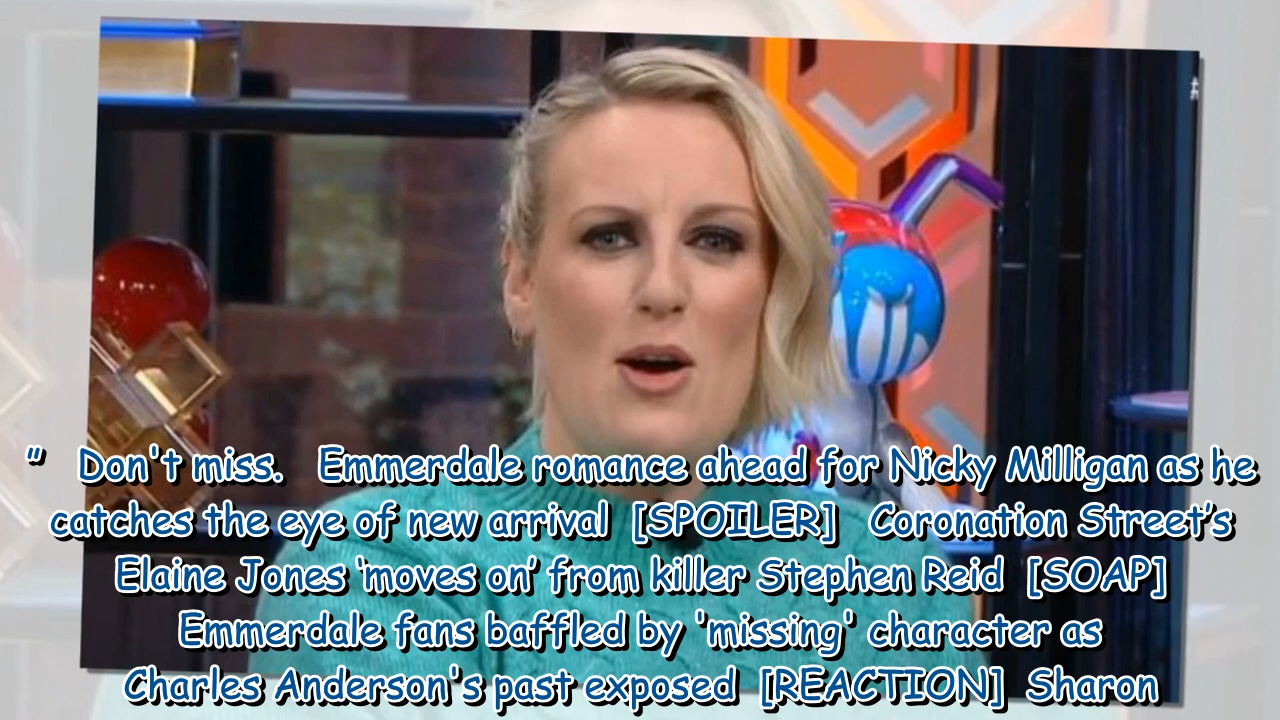 ” Don't miss. Emmerdale romance ahead for Nicky Milligan as he
catches the eye of new arrival [SPOILER] Coronation Street’s
Elaine Jones ‘moves on’ from killer Stephen Reid [SOAP]
Emmerdale fans baffled by 'missing' character as
Charles Anderson's past exposed [REACTION] Sharon